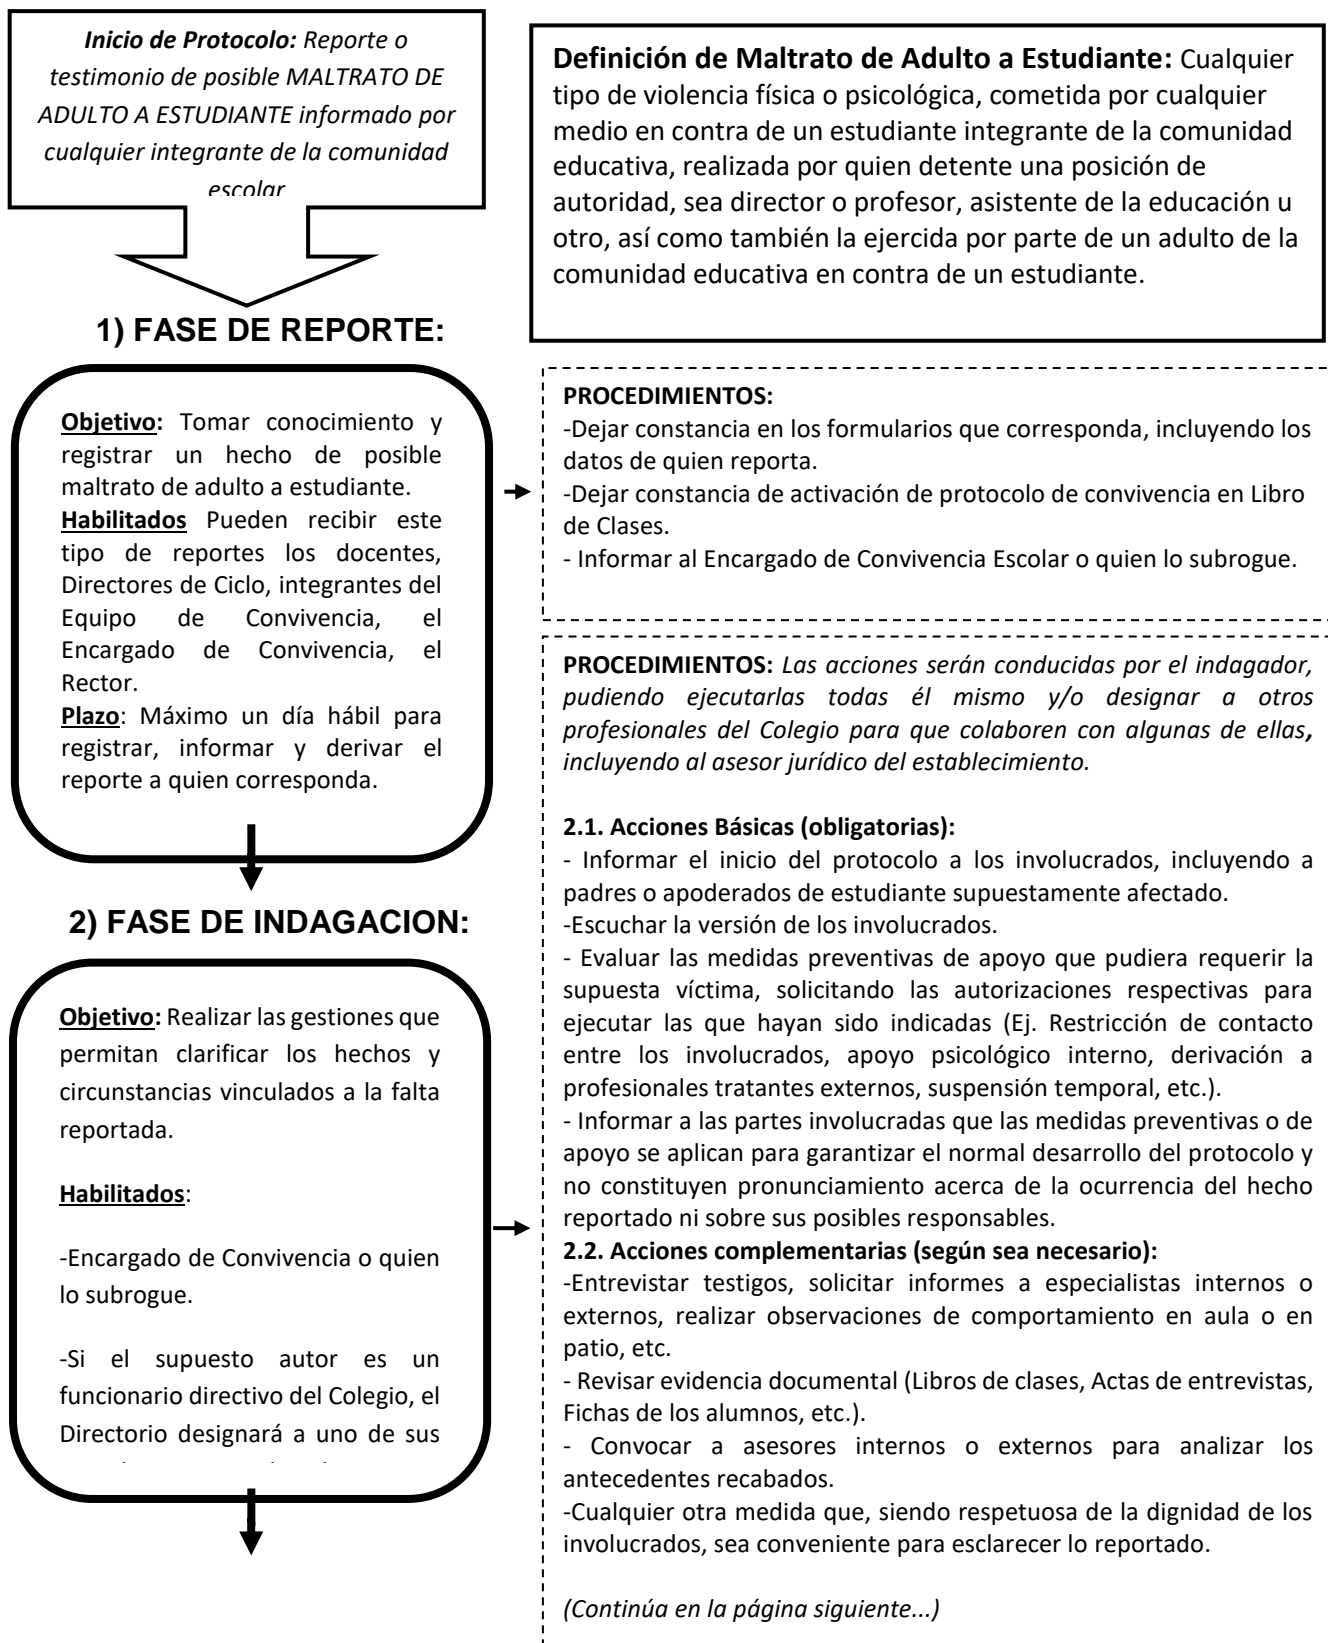 Inicio de Protocolo: Reporte o
testimonio de posible MALTRATO DE
ADULTO A ESTUDIANTE informado por
cualquier integrante de la comunidad
escolar
Definición de Maltrato de Adulto a Estudiante: Cualquier
tipo de violencia física o psicológica, cometida por cualquier
medio en contra de un estudiante integrante de la comunidad
educativa, realizada por quien detente una posición de
autoridad, sea director o profesor, asistente de la educación u
otro, así como también la ejercida por parte de un adulto de la
comunidad educativa en contra de un estudiante.
1) FASE DE REPORTE:
Objetivo: Tomar conocimiento y
registrar un hecho de posible
maltrato de adulto a estudiante.
Habilitados Pueden recibir este
tipo de reportes los docentes,
Directores de Ciclo, integrantes del
Equipo de Convivencia, el
Encargado de Convivencia, el
Rector.
Plazo: Máximo un día hábil para
registrar, informar y derivar el
reporte a quien corresponda.
PROCEDIMIENTOS:
-Dejar constancia en los formularios que corresponda, incluyendo los
datos de quien reporta.
-Dejar constancia de activación de protocolo de convivencia en Libro
de Clases.
- Informar al Encargado de Convivencia Escolar o quien lo subrogue.
2) FASE DE INDAGACION:
Objetivo: Realizar las gestiones que
permitan clarificar los hechos y
circunstancias vinculados a la falta
reportada.
Habilitados:
-Encargado de Convivencia o quien
lo subrogue.
-Si el supuesto autor es un
funcionario directivo del Colegio, el
Directorio designará a uno de sus
PROCEDIMIENTOS: Las acciones serán conducidas por el indagador,
pudiendo ejecutarlas todas él mismo y/o designar a otros
profesionales del Colegio para que colaboren con algunas de ellas,
incluyendo al asesor jurídico del establecimiento.
2.1. Acciones Básicas (obligatorias):
- Informar el inicio del protocolo a los involucrados, incluyendo a
padres o apoderados de estudiante supuestamente afectado.
-Escuchar la versión de los involucrados.
- Evaluar las medidas preventivas de apoyo que pudiera requerir la
supuesta víctima, solicitando las autorizaciones respectivas para
ejecutar las que hayan sido indicadas (Ej. Restricción de contacto
entre los involucrados, apoyo psicológico interno, derivación a
profesionales tratantes externos, suspensión temporal, etc.).
- Informar a las partes involucradas que las medidas preventivas o de
apoyo se aplican para garantizar el normal desarrollo del protocolo y
no constituyen pronunciamiento acerca de la ocurrencia del hecho
reportado ni sobre sus posibles responsables.
2.2. Acciones complementarias (según sea necesario):
-Entrevistar testigos, solicitar informes a especialistas internos o
externos, realizar observaciones de comportamiento en aula o en
patio, etc.
- Revisar evidencia documental (Libros de clases, Actas de entrevistas,
Fichas de los alumnos, etc.).
- Convocar a asesores internos o externos para analizar los
antecedentes recabados.
-Cualquier otra medida que, siendo respetuosa de la dignidad de los
involucrados, sea conveniente para esclarecer lo reportado.
(Continúa en la página siguiente...)